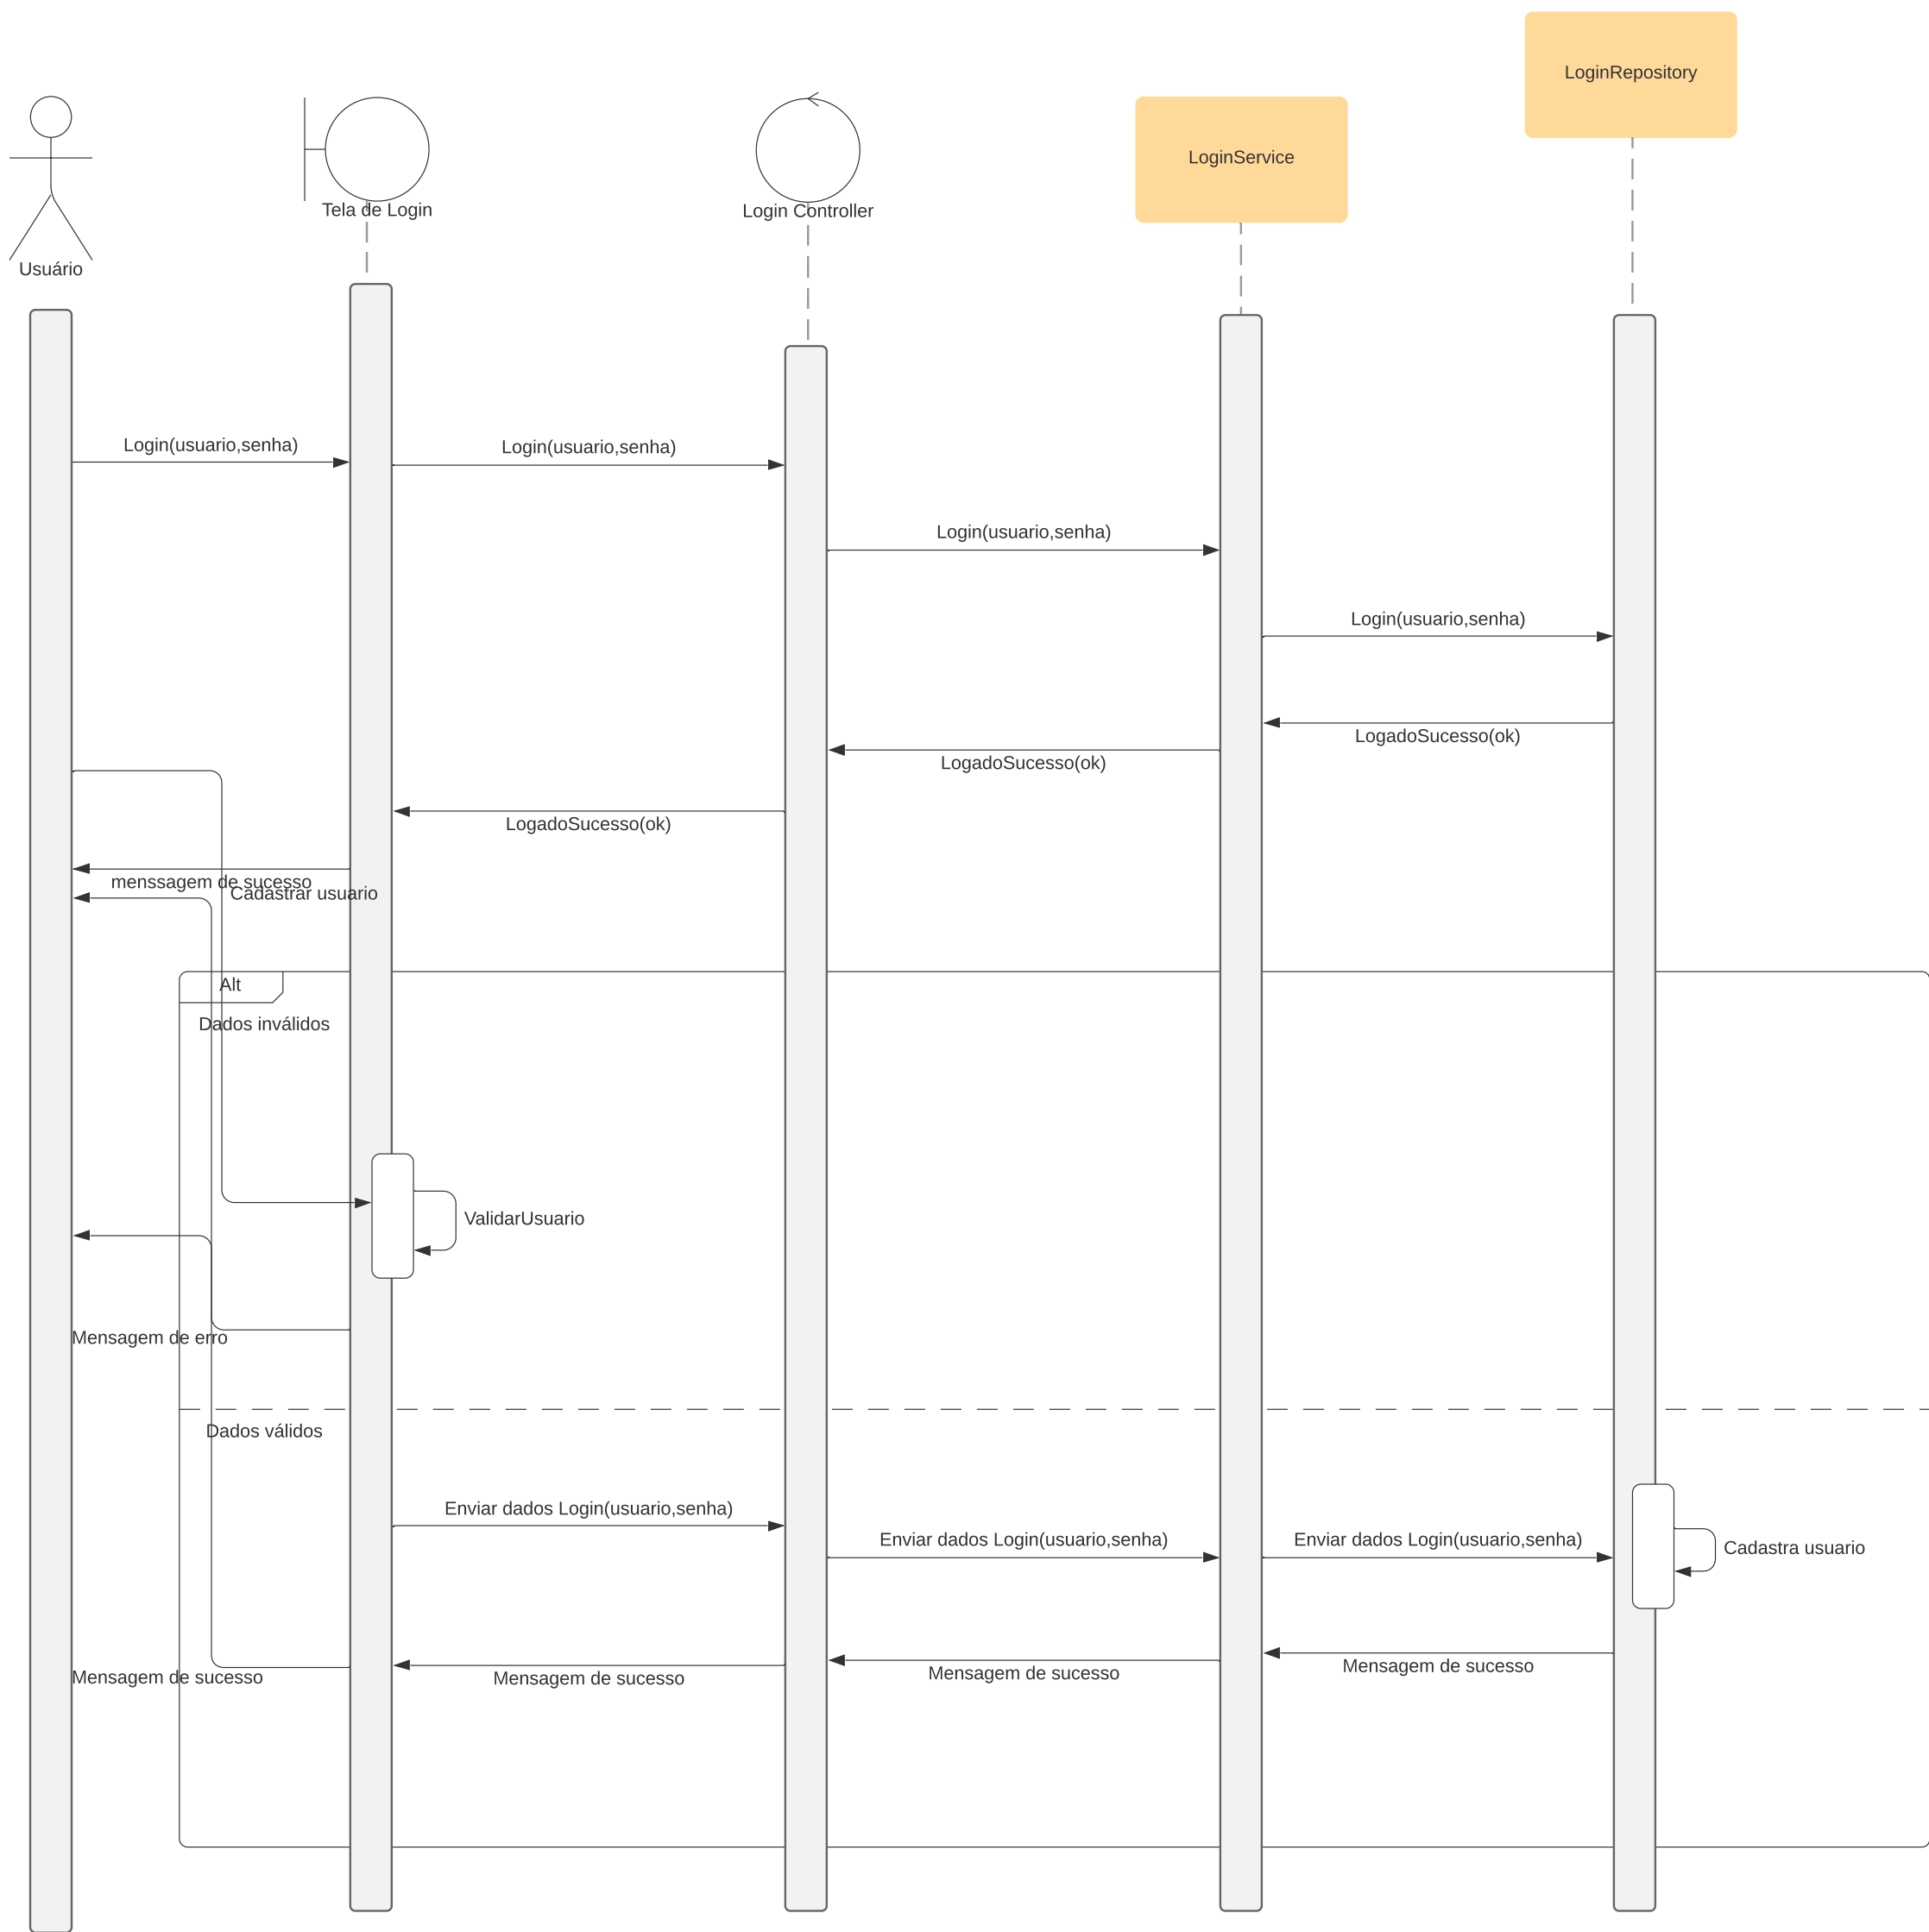 LoginRepository
LoginService
Tela de Login
Login Controller
Usuário
Login(usuario,senha)
Login(usuario,senha)
Login(usuario,senha)
Login(usuario,senha)
LogadoSucesso(ok)
LogadoSucesso(ok)
LogadoSucesso(ok)
menssagem de sucesso
Cadastrar usuario
Alt
Dados inválidos
ValidarUsuario
Mensagem de erro
Dados válidos
Enviar dados Login(usuario,senha)
Enviar dados Login(usuario,senha)
Enviar dados Login(usuario,senha)
Cadastra usuario
Mensagem de sucesso
Mensagem de sucesso
Mensagem de sucesso
Mensagem de sucesso